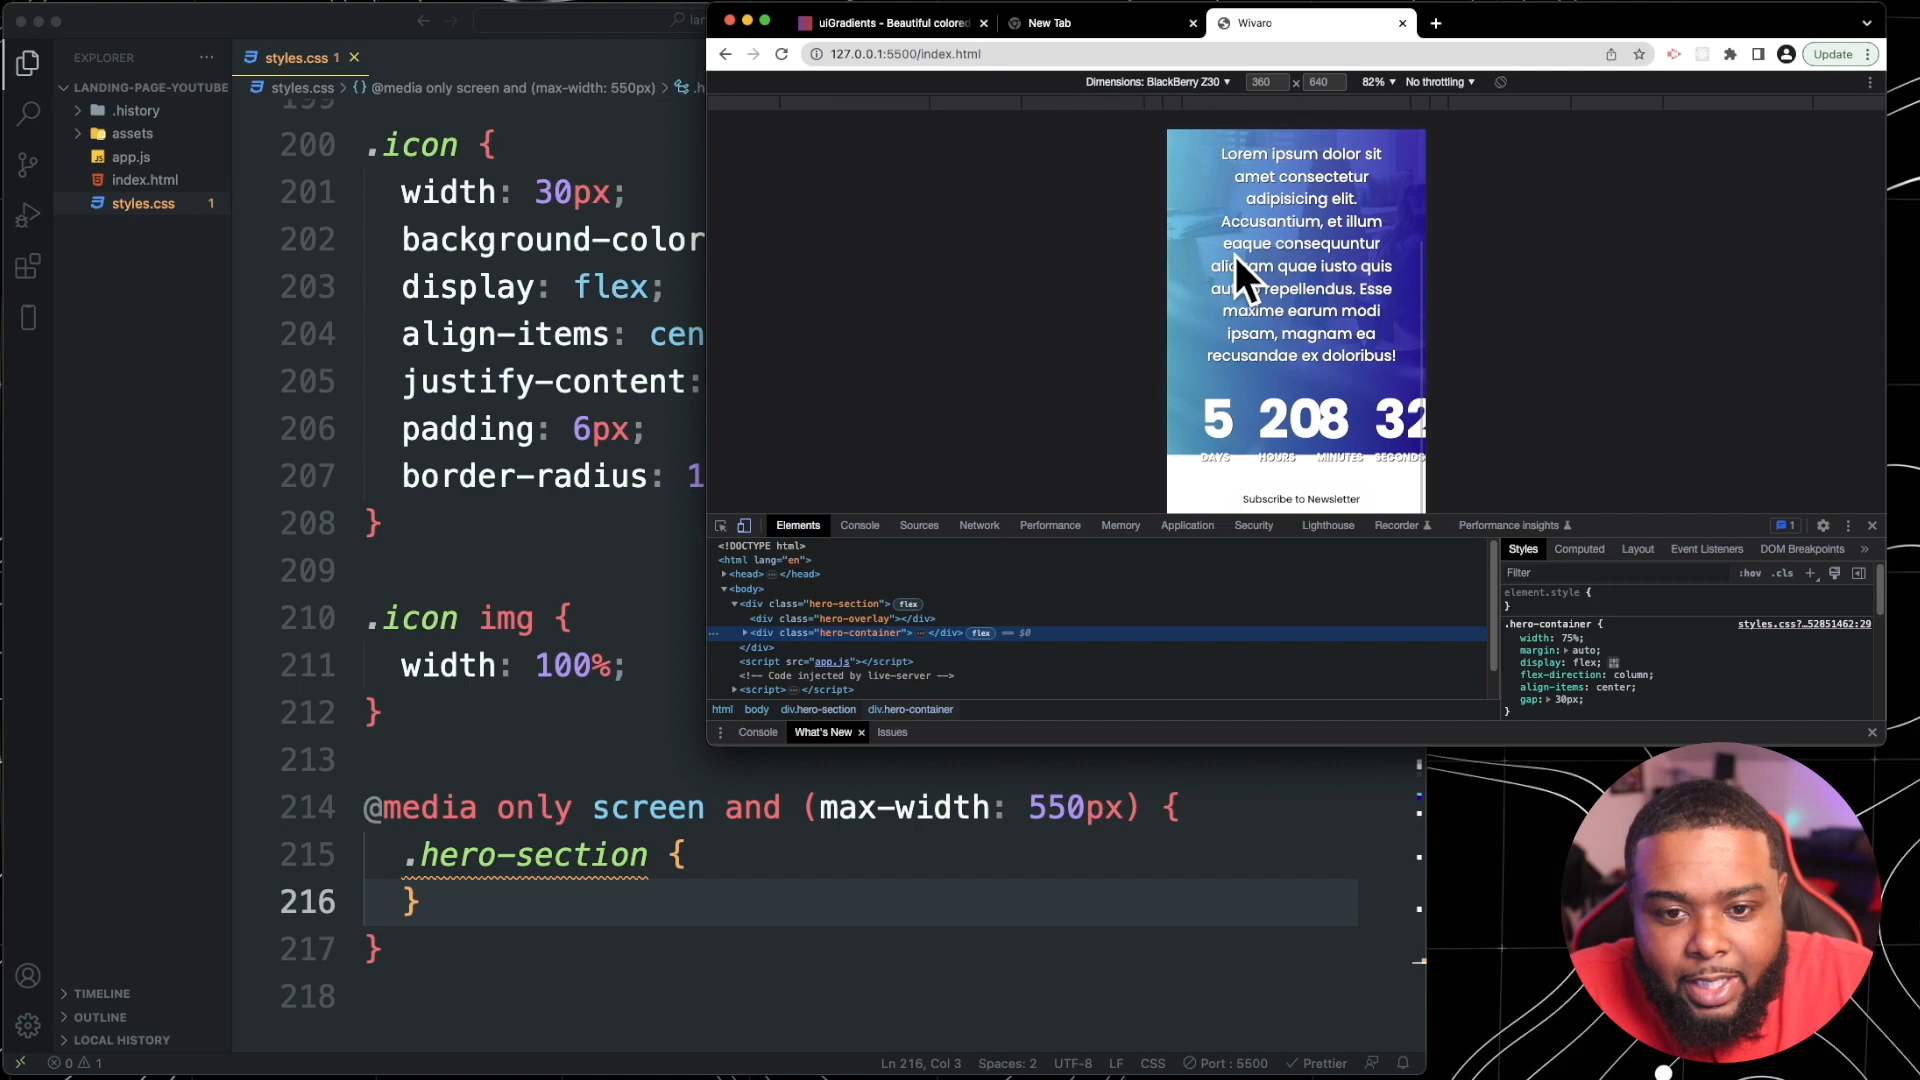 EXPLORER
LANDING-PAGE-YOUTUBE
.history
assets
JS app.js
index.html
styles.css 1
TIMELINE
OUTLINE
LOCAL HISTORY
0 1
styles.css 1
styles.css > {} @media only screen and (max-width: 550px) >
199
200 .icon {
201 width: 30px;
202 background-color
203 display: flex;
204 align-items: cen
205 justify-content:
206 padding: 6px;
207 border-radius: 1
208 }
209
210 .icon img {
211 width: 100%;
212 }
213
214 @media only screen and (max-width: 550px) {
215 .hero-section {
216 }
217 }
218
Ln 216, Col 3 Spaces: 2 UTF-8 LF CSS Port : 5500 Prettier
uiGradients - Beautiful colored
New Tab
Wivaro
127.0.0.1:5500/index.html
Update
Dimensions: BlackBerry Z30 360 x 640 82% No throttling
Lorem ipsum dolor sit
amet consectetur
adipisicing elit.
Accusantium, et illum
eaque consequuntur
quae iusto quis
repellendus. Esse
maxime earum modi
ipsam, magnam ea
recusandae ex doloribus!
5 20 8 32
DAYS HOURS MINUTES SECONDS
Subscribe to Newsletter
Elements Console Sources Network Performance Memory Application Security Lighthouse Recorder Performance insights 1
<!DOCTYPE html>
<html lang="en">
<head> … </head>
<body>
<div class="hero-section"> flex
<div class="hero-overlay"></div>
… <div class="hero-container"> … </div> flex == $0
</div>
<script src="app.js"></script>
<!-- Code injected by live-server -->
<script> … </script>
html body div.hero-section div.hero-container
Styles Computed Layout Event Listeners DOM Breakpoints »
Filter :hov .cls +
element.style {
}
.hero-container { styles.css?…52851462:29
width: 75%;
margin: auto;
display: flex;
flex-direction: column;
align-items: center;
gap: 30px;
}
Console What's New Issues